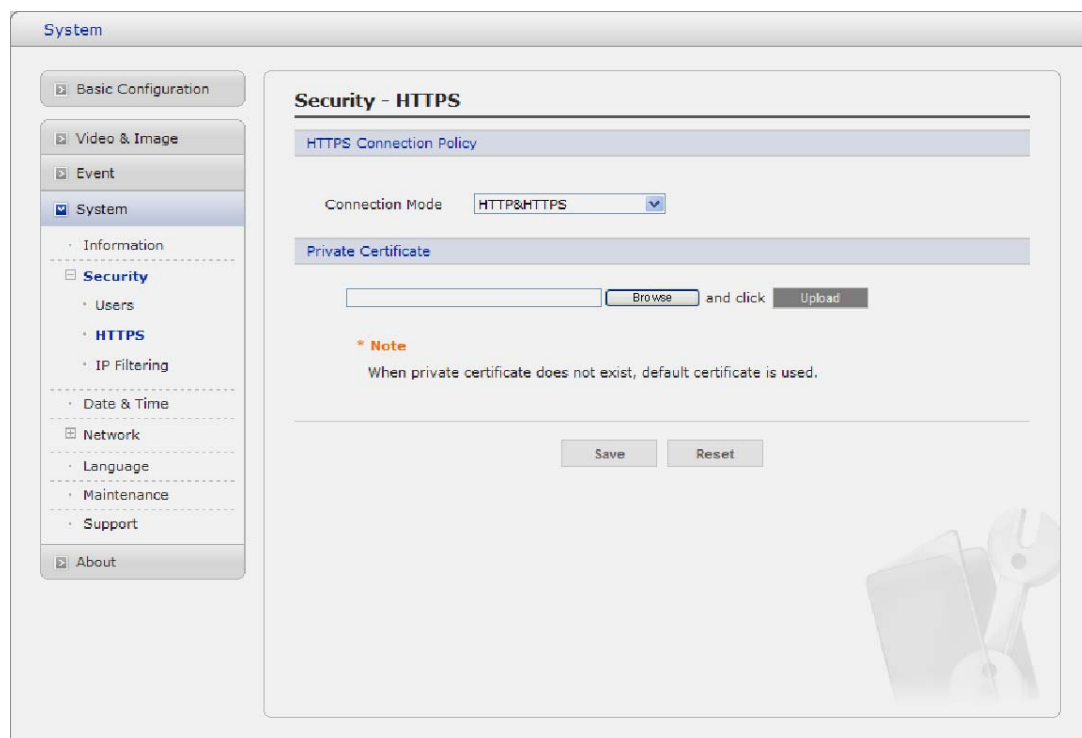 System
Basic Configuration
Video & Image
Event
System
Information
Security
Users
HTTPS
IP Filtering
Date & Time
Network
Language
Maintenance
Support
About
Security - HTTPS
HTTPS Connection Policy
Connection Mode HTTP&HTTPS
Private Certificate
Browse and click Upload
* Note
When private certificate does not exist, default certificate is used.
Save Reset